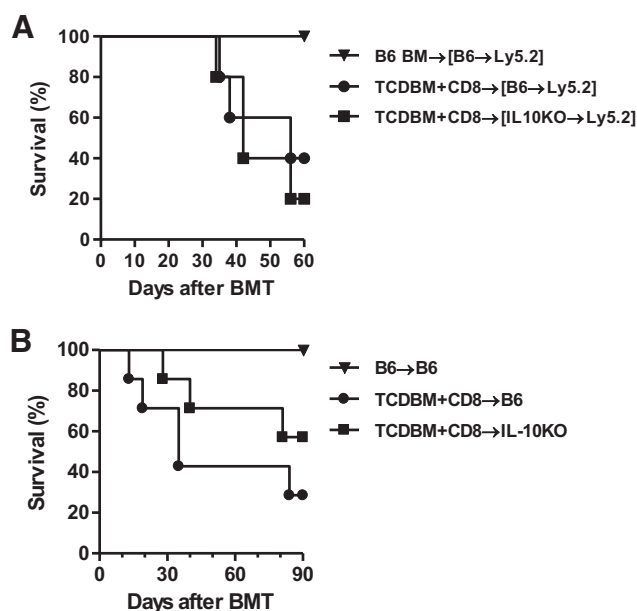 A
Survival (%)
100
80
60
40
20
0
0 10 20 30 40 50 60
Days after BMT
B6 BM→[B6→Ly5.2]
TCDBM+CD8→[B6→Ly5.2]
TCDBM+CD8→[IL10KO→Ly5.2]
B
Survival (%)
100
80
60
40
20
0
0 30 60 90
Days after BMT
B6→B6
TCDBM+CD8→B6
TCDBM+CD8→IL-10KO